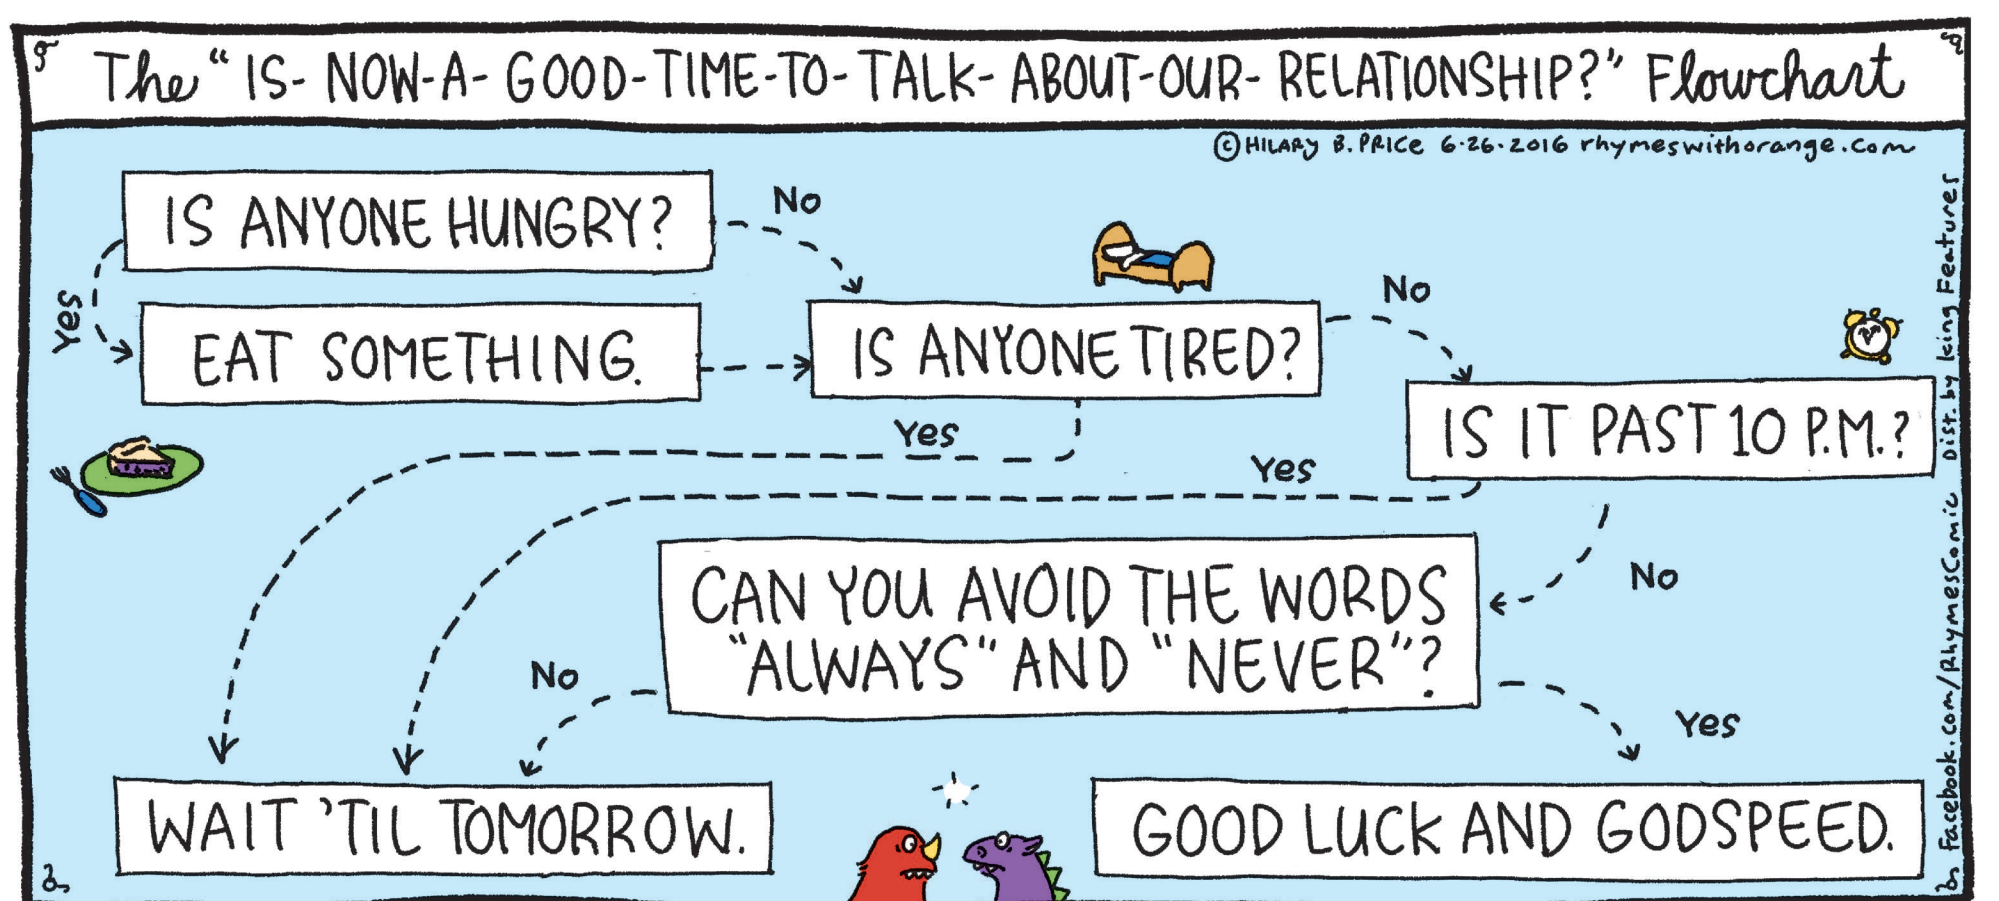 The "IS-NOW-A-GOOD-TIME-TO-TALK-ABOUT-OUR-RELATIONSHIP?" Flowchart
© HILARY B. PRICE 6-26-2016 rhymeswithorange.com
IS ANYONE HUNGRY?
No
Yes
EAT SOMETHING.
IS ANYONE TIRED?
No
Yes
IS IT PAST 10 P.M.?
Yes
No
CAN YOU AVOID THE WORDS
"ALWAYS" AND "NEVER"?
No
Yes
WAIT 'TIL TOMORROW.
GOOD LUCK AND GODSPEED.
Facebook.com/RhymesComic Dist. by King Features